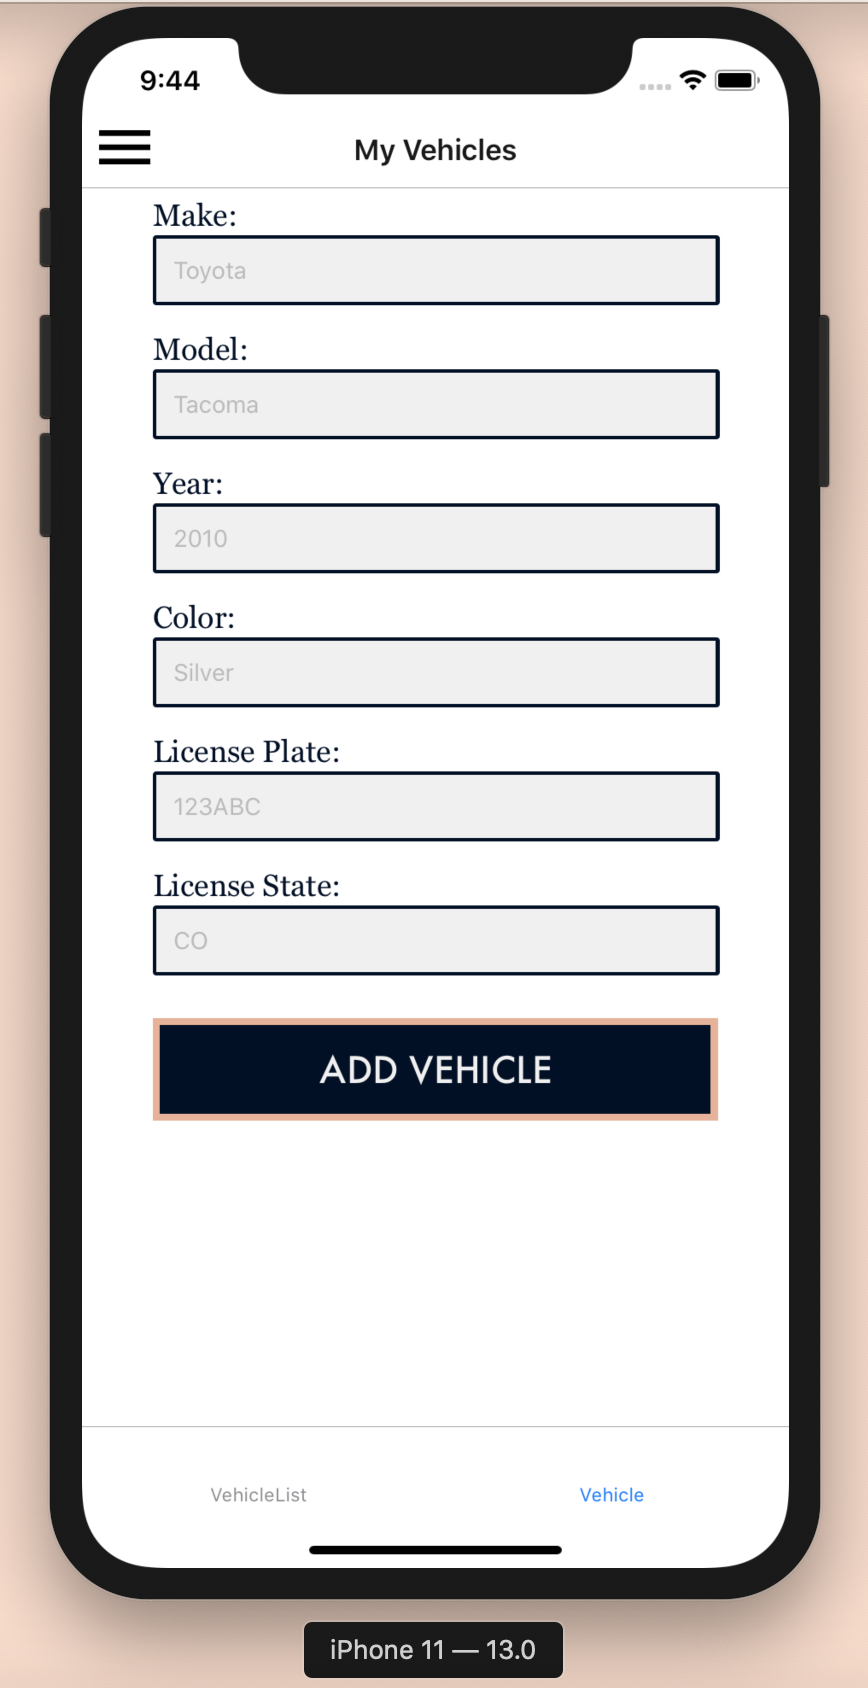 9:44
My Vehicles
Make:
Toyota
Model:
Tacoma
Year:
2010
Color:
Silver
License Plate:
123ABC
License State:
CO
ADD VEHICLE
VehicleList Vehicle
iPhone 11 — 13.0